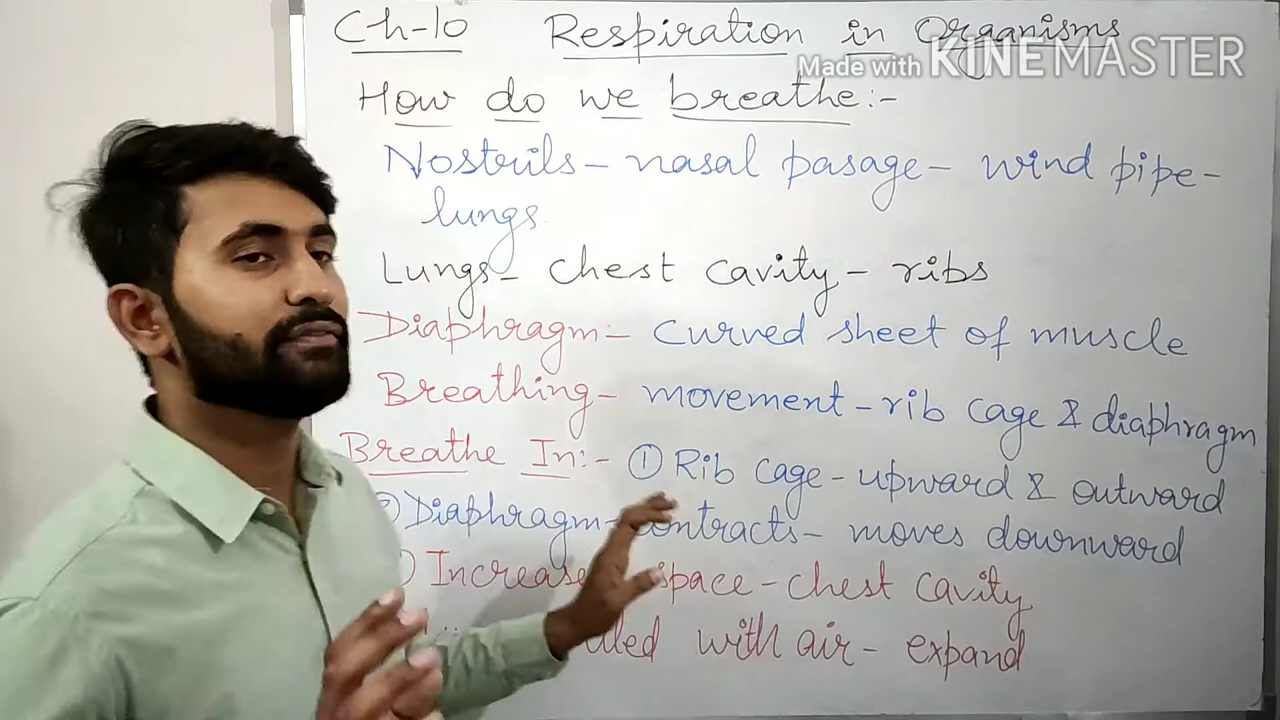 Ch-10 Respiration in Organisms
Made with KINEMASTER
How do we breathe:-
Nostrils - nasal pasage - wind pipe -
lungs
Lungs - chest cavity - ribs
Diaphragm - curved sheet of muscle
Breathing - movement - rib cage & diaphragm
Breathe In:- ① Rib cage - upward & outward
② Diaphragm - contracts - moves downward
Increase space - chest cavity
with air - expand